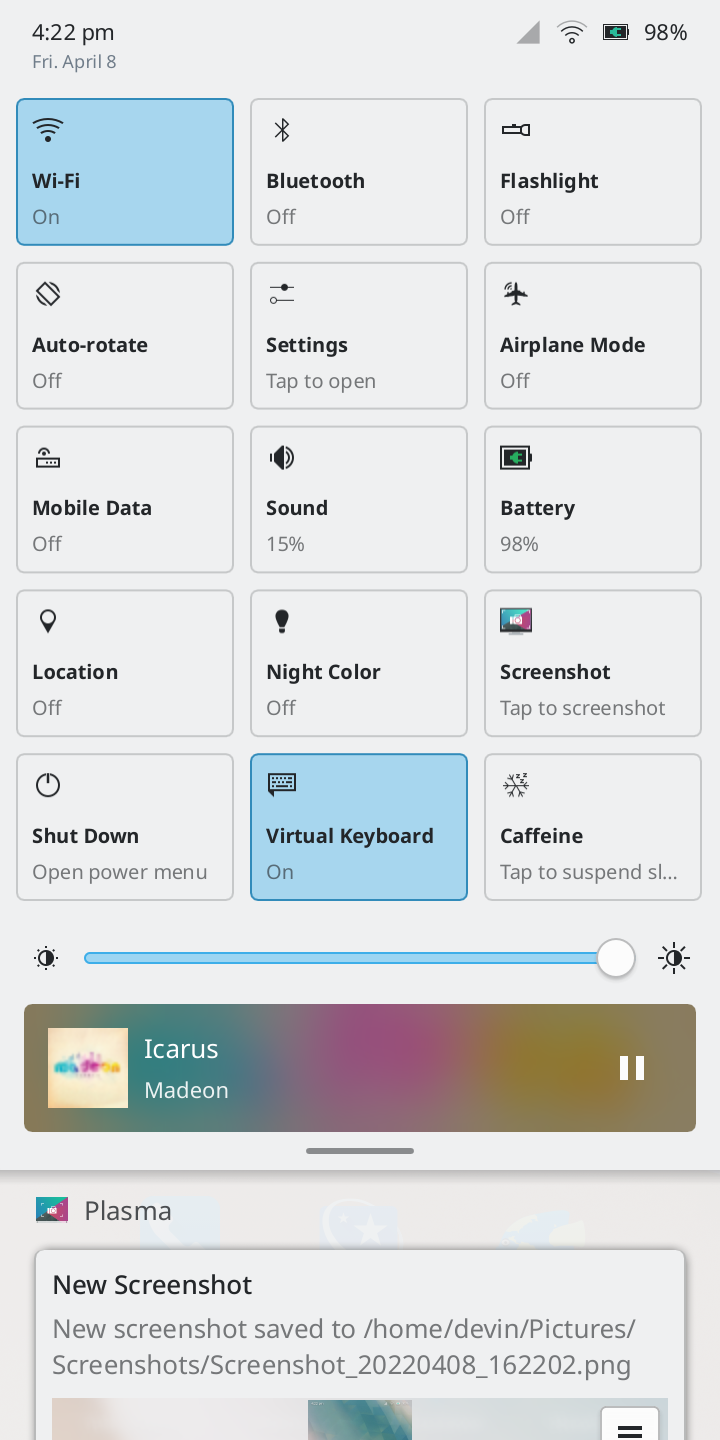 4:22 pm
98%
Fri. April 8
Wi-Fi
On
Bluetooth
Off
Flashlight
Off
Auto-rotate
Off
Settings
Tap to open
Airplane Mode
Off
Mobile Data
Off
Sound
15%
Battery
98%
Location
Off
Night Color
Off
Screenshot
Tap to screenshot
Shut Down
Open power menu
Virtual Keyboard
On
Caffeine
Tap to suspend sl...
madeon
Icarus
Madeon
Plasma
New Screenshot
New screenshot saved to /home/devin/Pictures/
Screenshots/Screenshot_20220408_162202.png